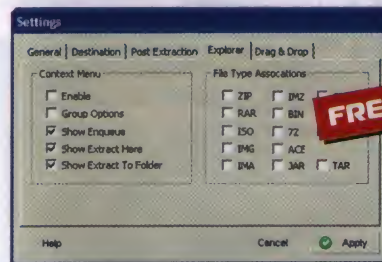 Settings
General Destination Post Extraction Explorer Drag & Drop
Context Menu
Enable
Group Options
Show Enqueue
Show Extract Here
Show Extract To Folder
File Type Assocations
ZIP IMZ
RAR BIN
ISO 7Z
IMG ACE
IMA JAR TAR
FRE
Help Cancel Apply